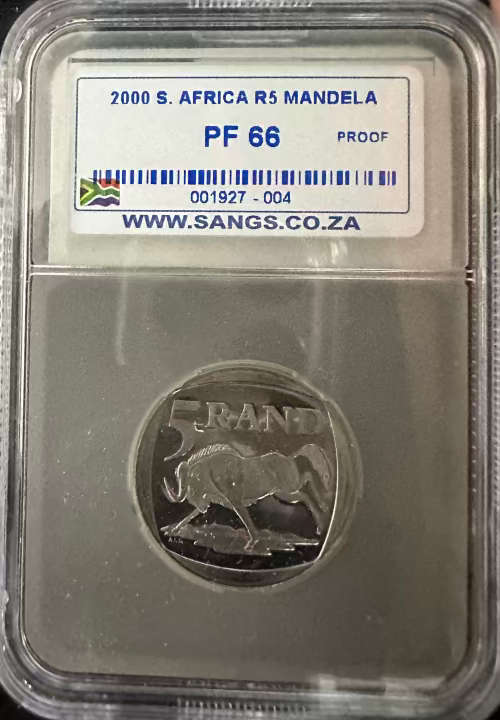 2000 S. AFRICA R5 MANDELA
PF 66 PROOF
001927 - 004
WWW.SANGS.CO.ZA
5 RAND